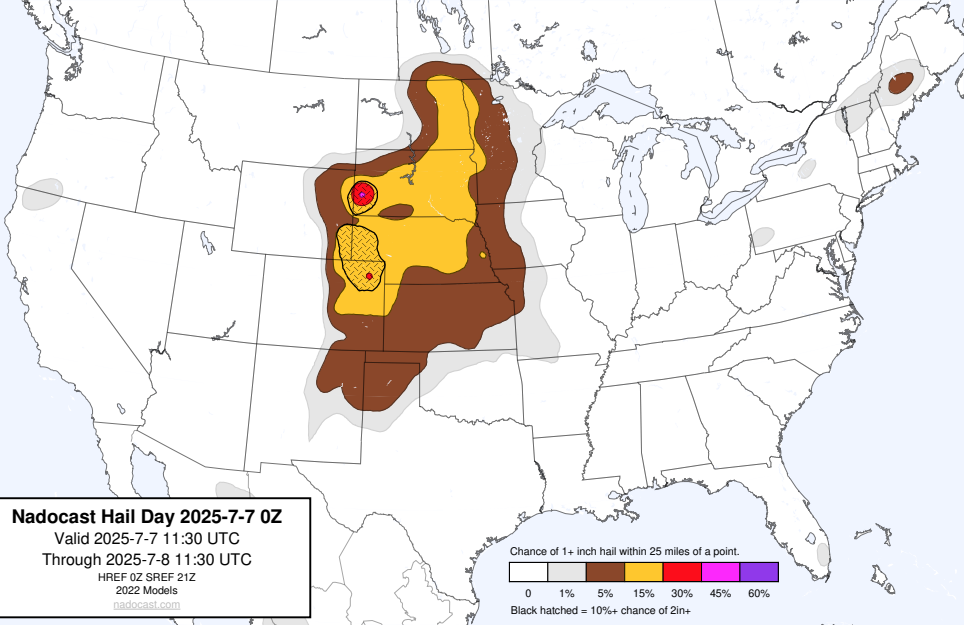 Nadocast Hail Day 2025-7-7 0Z
Valid 2025-7-7 11:30 UTC
Through 2025-7-8 11:30 UTC
HREF 0Z SREF 21Z
2022 Models
nadocast.com
Chance of 1+ inch hail within 25 miles of a point.
0 1% 5% 15% 30% 45% 60%
Black hatched = 10%+ chance of 2in+